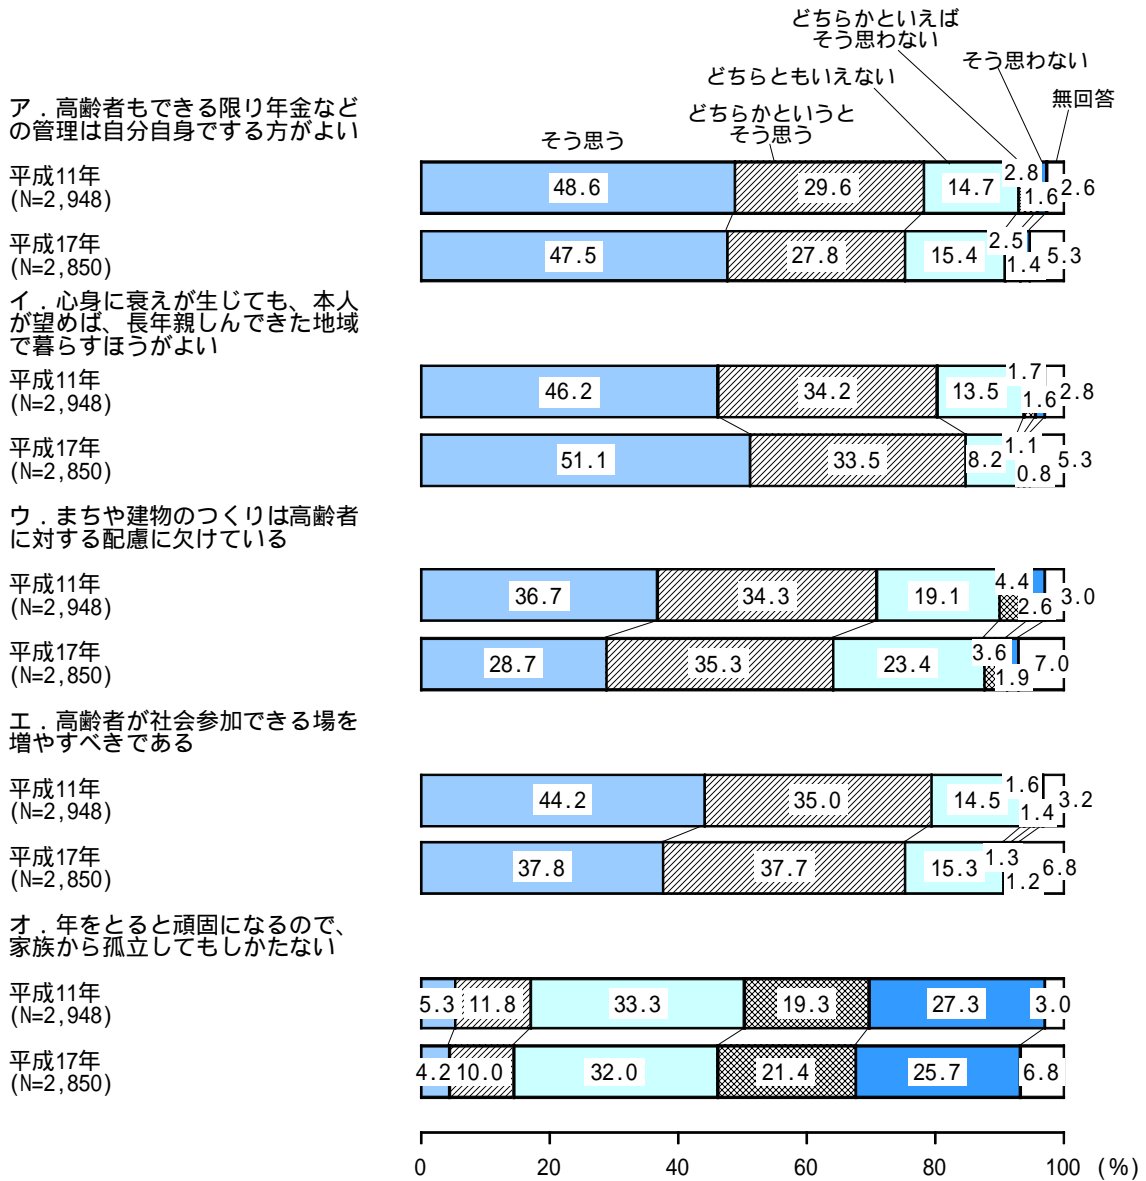 どちらかといえば
そう思わない
そう思わない
どちらともいえない
無回答
どちらかというと
そう思う
そう思う
ア．高齢者もできる限り年金など
の管理は自分自身でする方がよい
平成11年
(N=2,948)
48.6 29.6 14.7 2.8 1.6 2.6
平成17年
(N=2,850)
47.5 27.8 15.4 2.5 1.4 5.3
イ．心身に衰えが生じても、本人
が望めば、長年親しんできた地域
で暮らすほうがよい
平成11年
(N=2,948)
46.2 34.2 13.5 1.7 1.6 2.8
平成17年
(N=2,850)
51.1 33.5 8.2 1.1 0.8 5.3
ウ．まちや建物のつくりは高齢者
に対する配慮に欠けている
平成11年
(N=2,948)
36.7 34.3 19.1 4.4 2.6 3.0
平成17年
(N=2,850)
28.7 35.3 23.4 3.6 1.9 7.0
エ．高齢者が社会参加できる場を
増やすべきである
平成11年
(N=2,948)
44.2 35.0 14.5 1.6 1.4 3.2
平成17年
(N=2,850)
37.8 37.7 15.3 1.3 1.2 6.8
オ．年をとると頑固になるので、
家族から孤立してもしかたない
平成11年
(N=2,948)
5.3 11.8 33.3 19.3 27.3 3.0
平成17年
(N=2,850)
4.2 10.0 32.0 21.4 25.7 6.8
0 20 40 60 80 100 (%)